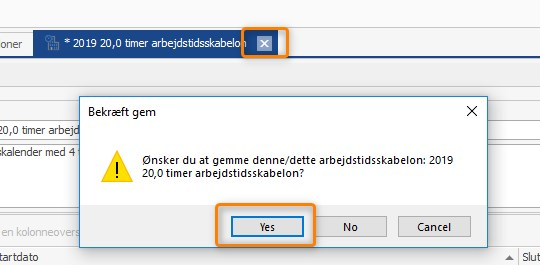 oner
* 2019 20,0 timer arbejdstidsskabelon
Bekræft gem
20,0 timer arbejd
skalender med 4 t
Ønsker du at gemme denne/dette arbejdstidsskabelon: 2019
20,0 timer arbejdstidsskabelon?
Yes No Cancel
en kolonneovers
tartdato
Slut